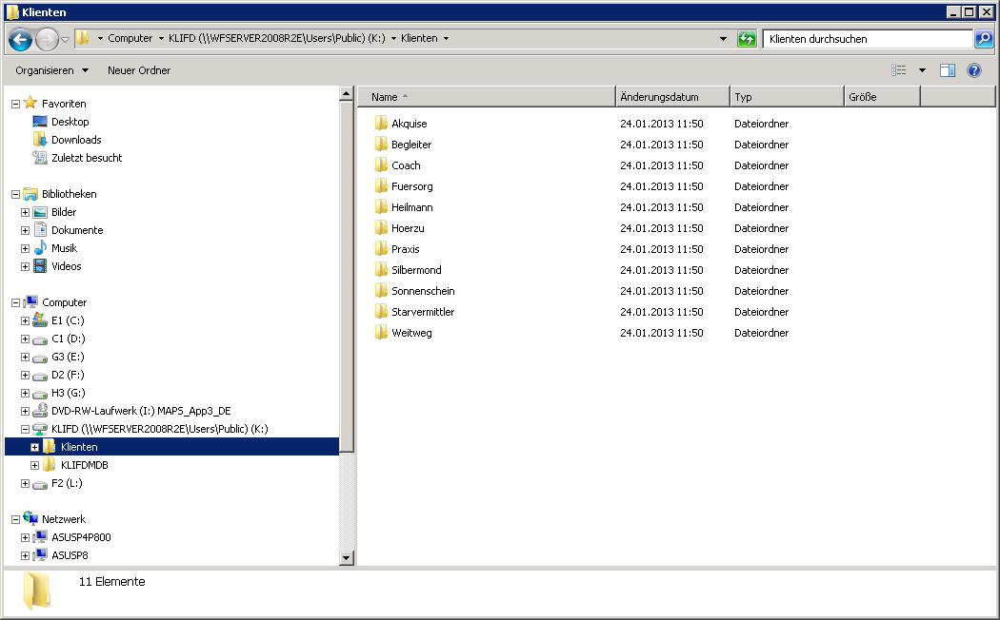 Klienten
Computer KLIFD (\\WFSERVER2008R2E\Users\Public) (K:) Klienten Klienten durchsuchen
Organisieren Neuer Ordner
Favoriten
Desktop
Downloads
Zuletzt besucht
Bibliotheken
Bilder
Dokumente
Musik
Videos
Computer
E1 (C:)
C1 (D:)
G3 (E:)
D2 (F:)
H3 (G:)
DVD-RW-Laufwerk (I:) MAPS_App3_DE
KLIFD (\\WFSERVER2008R2E\Users\Public) (K:)
Klienten
KLIFDMDB
F2 (L:)
Netzwerk
ASUSP4P800
ASUSP8
Name Änderungsdatum Typ Größe
Akquise 24.01.2013 11:50 Dateiordner
Begleiter 24.01.2013 11:50 Dateiordner
Coach 24.01.2013 11:50 Dateiordner
Fuersorg 24.01.2013 11:50 Dateiordner
Heilmann 24.01.2013 11:50 Dateiordner
Hoerzu 24.01.2013 11:50 Dateiordner
Praxis 24.01.2013 11:50 Dateiordner
Silbermond 24.01.2013 11:50 Dateiordner
Sonnenschein 24.01.2013 11:50 Dateiordner
Starvermittler 24.01.2013 11:50 Dateiordner
Weitweg 24.01.2013 11:50 Dateiordner
11 Elemente